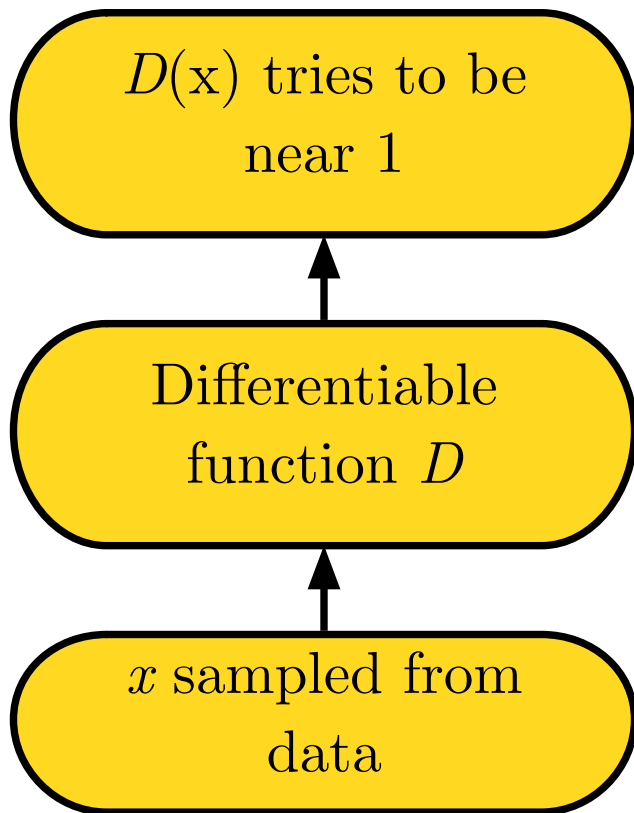 D(x) tries to be
near 1
Differentiable
function D
x sampled from
data